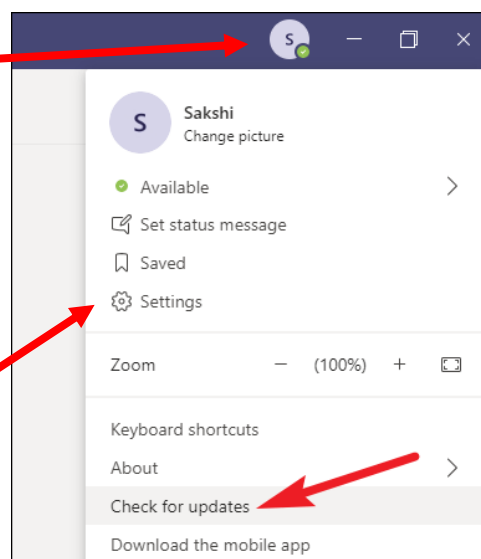 S
S
Sakshi
Change picture
Available
Set status message
Saved
Settings
Zoom − (100%) +
Keyboard shortcuts
About
Check for updates
Download the mobile app